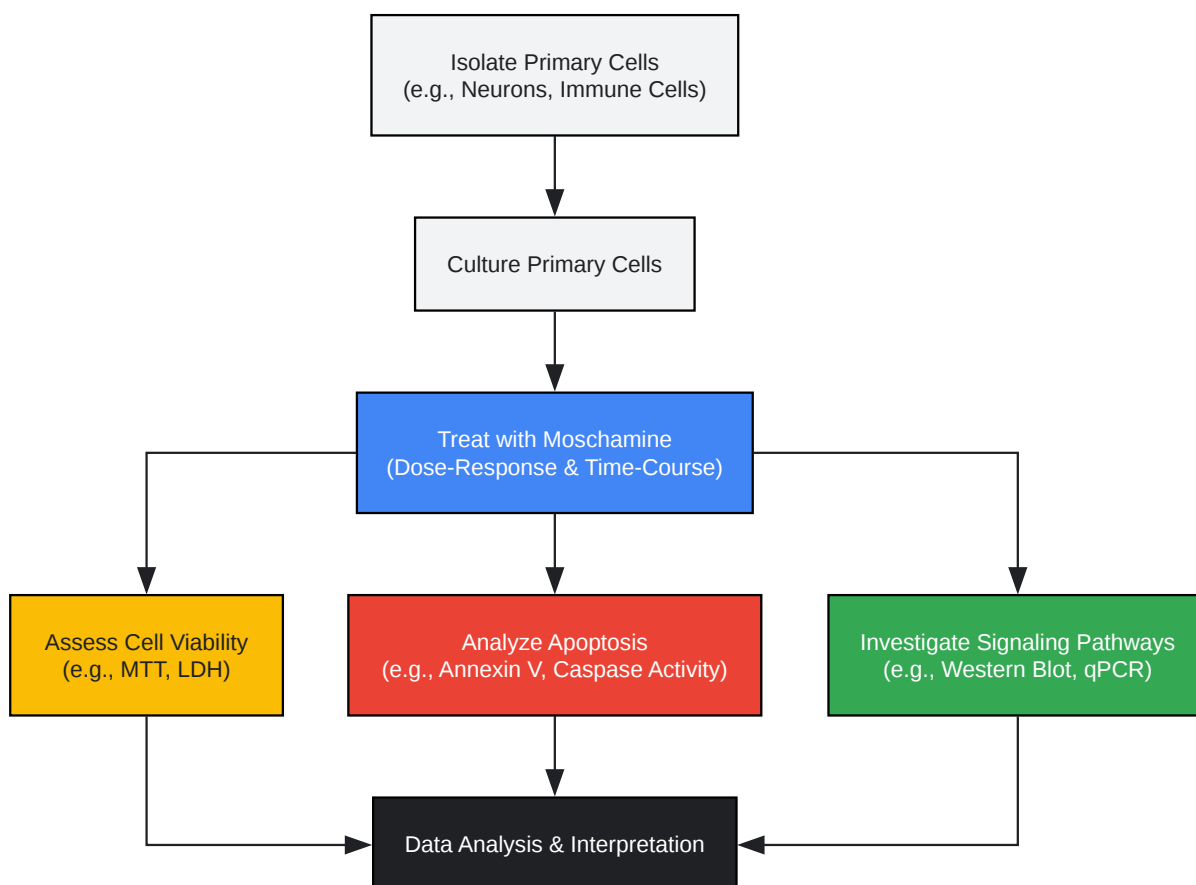 Isolate Primary Cells
(e.g., Neurons, Immune Cells)
Culture Primary Cells
Treat with Moschamine
(Dose-Response & Time-Course)
Assess Cell Viability
(e.g., MTT, LDH)
Analyze Apoptosis
(e.g., Annexin V, Caspase Activity)
Investigate Signaling Pathways
(e.g., Western Blot, qPCR)
Data Analysis & Interpretation